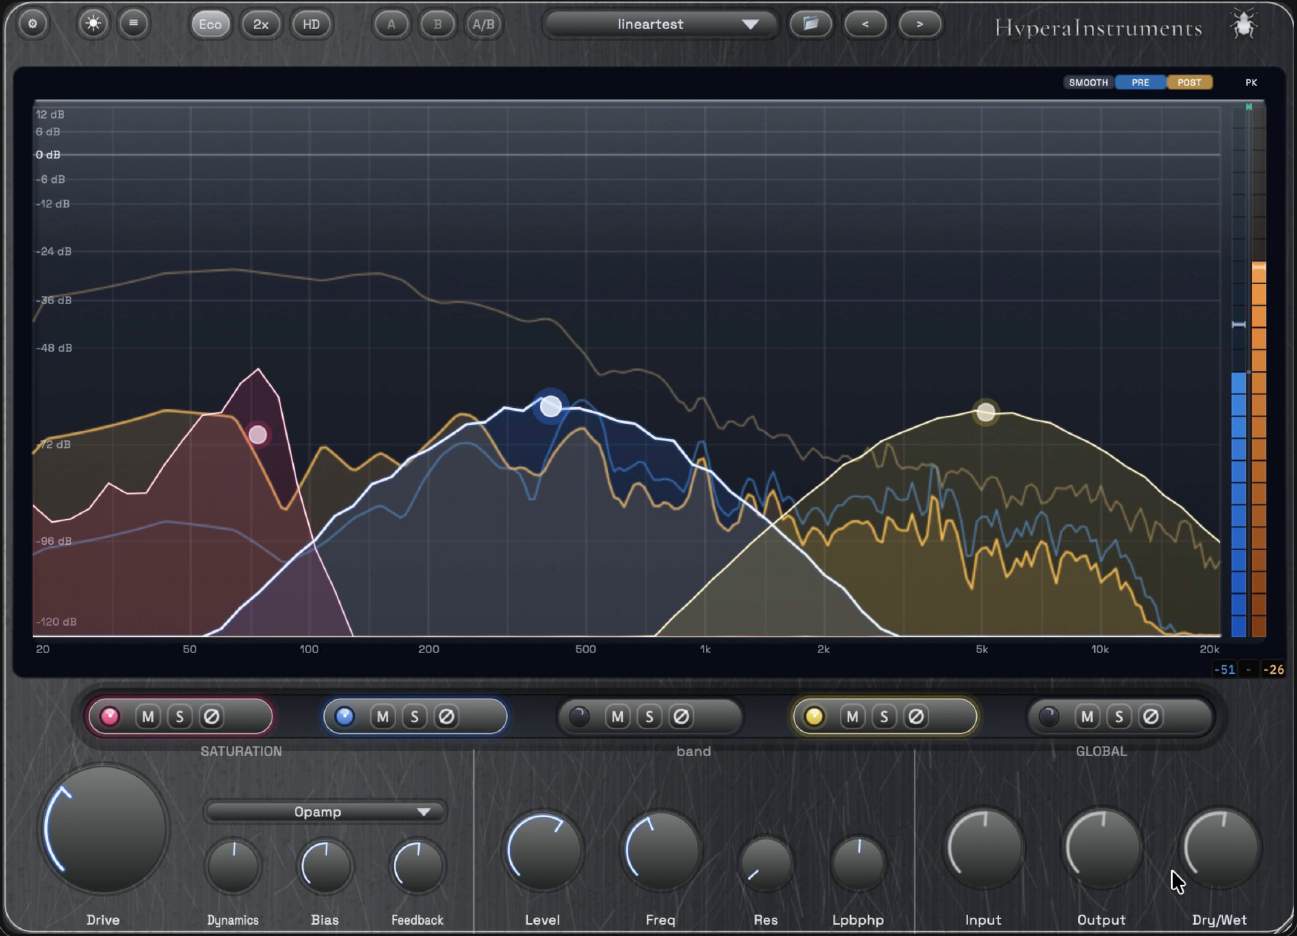 Eco 2x HD A B A/B lineartest < > HyperaInstruments
SMOOTH PRE POST PK
12 dB
6 dB
0 dB
-6 dB
-12 dB
-24 dB
-36 dB
-48 dB
-72 dB
-96 dB
-120 dB
20 50 100 200 500 1k 2k 5k 10k 20k
-51 - -26
M S M S M S M S M S
SATURATION band GLOBAL
Opamp
Drive Dynamics Bias Feedback Level Freq Res Lpbphp Input Output Dry/Wet